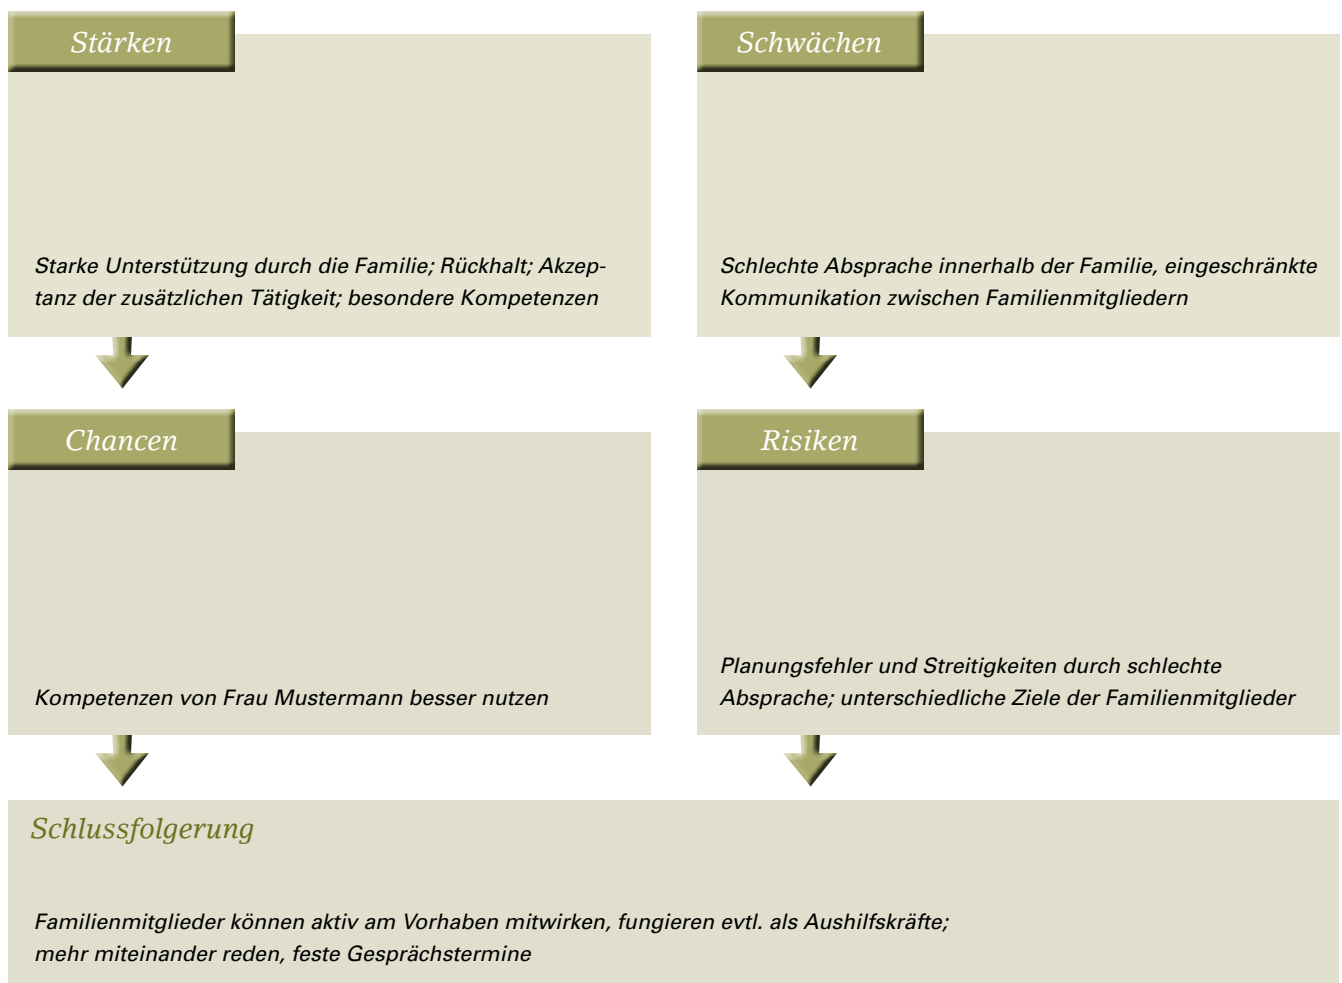 Stärken
Starke Unterstützung durch die Familie; Rückhalt; Akzep-
tanz der zusätzlichen Tätigkeit; besondere Kompetenzen
Schwächen
Schlechte Absprache innerhalb der Familie, eingeschränkte
Kommunikation zwischen Familienmitgliedern
Chancen
Kompetenzen von Frau Mustermann besser nutzen
Risiken
Planungsfehler und Streitigkeiten durch schlechte
Absprache; unterschiedliche Ziele der Familienmitglieder
Schlussfolgerung
Familienmitglieder können aktiv am Vorhaben mitwirken, fungieren evtl. als Aushilfskräfte;
mehr miteinander reden, feste Gesprächstermine